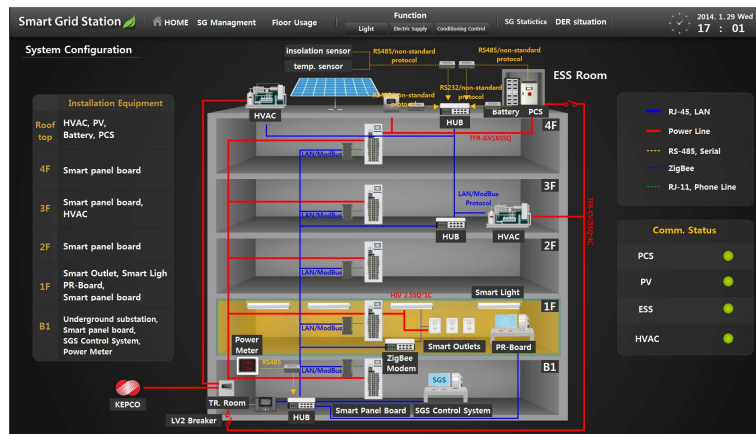 Smart Grid Station
HOME
SG Managment
Floor Usage
Function
Light
Electric Supply
Conditioning Control
SG Statictics
DER situation
2014. 1. 29 Wed
17 : 01
System Configuration
Installation Equipment
Roof top
HVAC, PV,
Battery, PCS
4F
Smart panel board
3F
Smart panel board,
HVAC
2F
Smart panel board
1F
Smart Outlet, Smart Ligh
PR-Board,
Smart panel board
B1
Underground substation,
Smart panel board,
SGS Control System,
Power Meter
Insolation sensor
temp. sensor
RS485/non-standard
protocol
RS485/non-standard
protocol
RS232/non-standard
protocol
protocol
ESS Room
HVAC
HUB
Battery
PCS
4F
LAN/ModBus
3F
LAN/ModBus
LAN/ModBus
Protocol
HUB
HVAC
2F
LAN/ModBus
Smart Light
1F
LAN/ModBus
Smart Outlets
PR-Board
ZigBee
Modem
Power
Meter
RS485
B1
LAN/ModBus
SGS
KEPCO
TR. Room
HUB
Smart Panel Board
SGS Control System
LV2 Breaker
RJ-45, LAN
Power Line
RS-485, Serial
ZigBee
RJ-11, Phone Line
Comm. Status
PCS
PV
ESS
HVAC